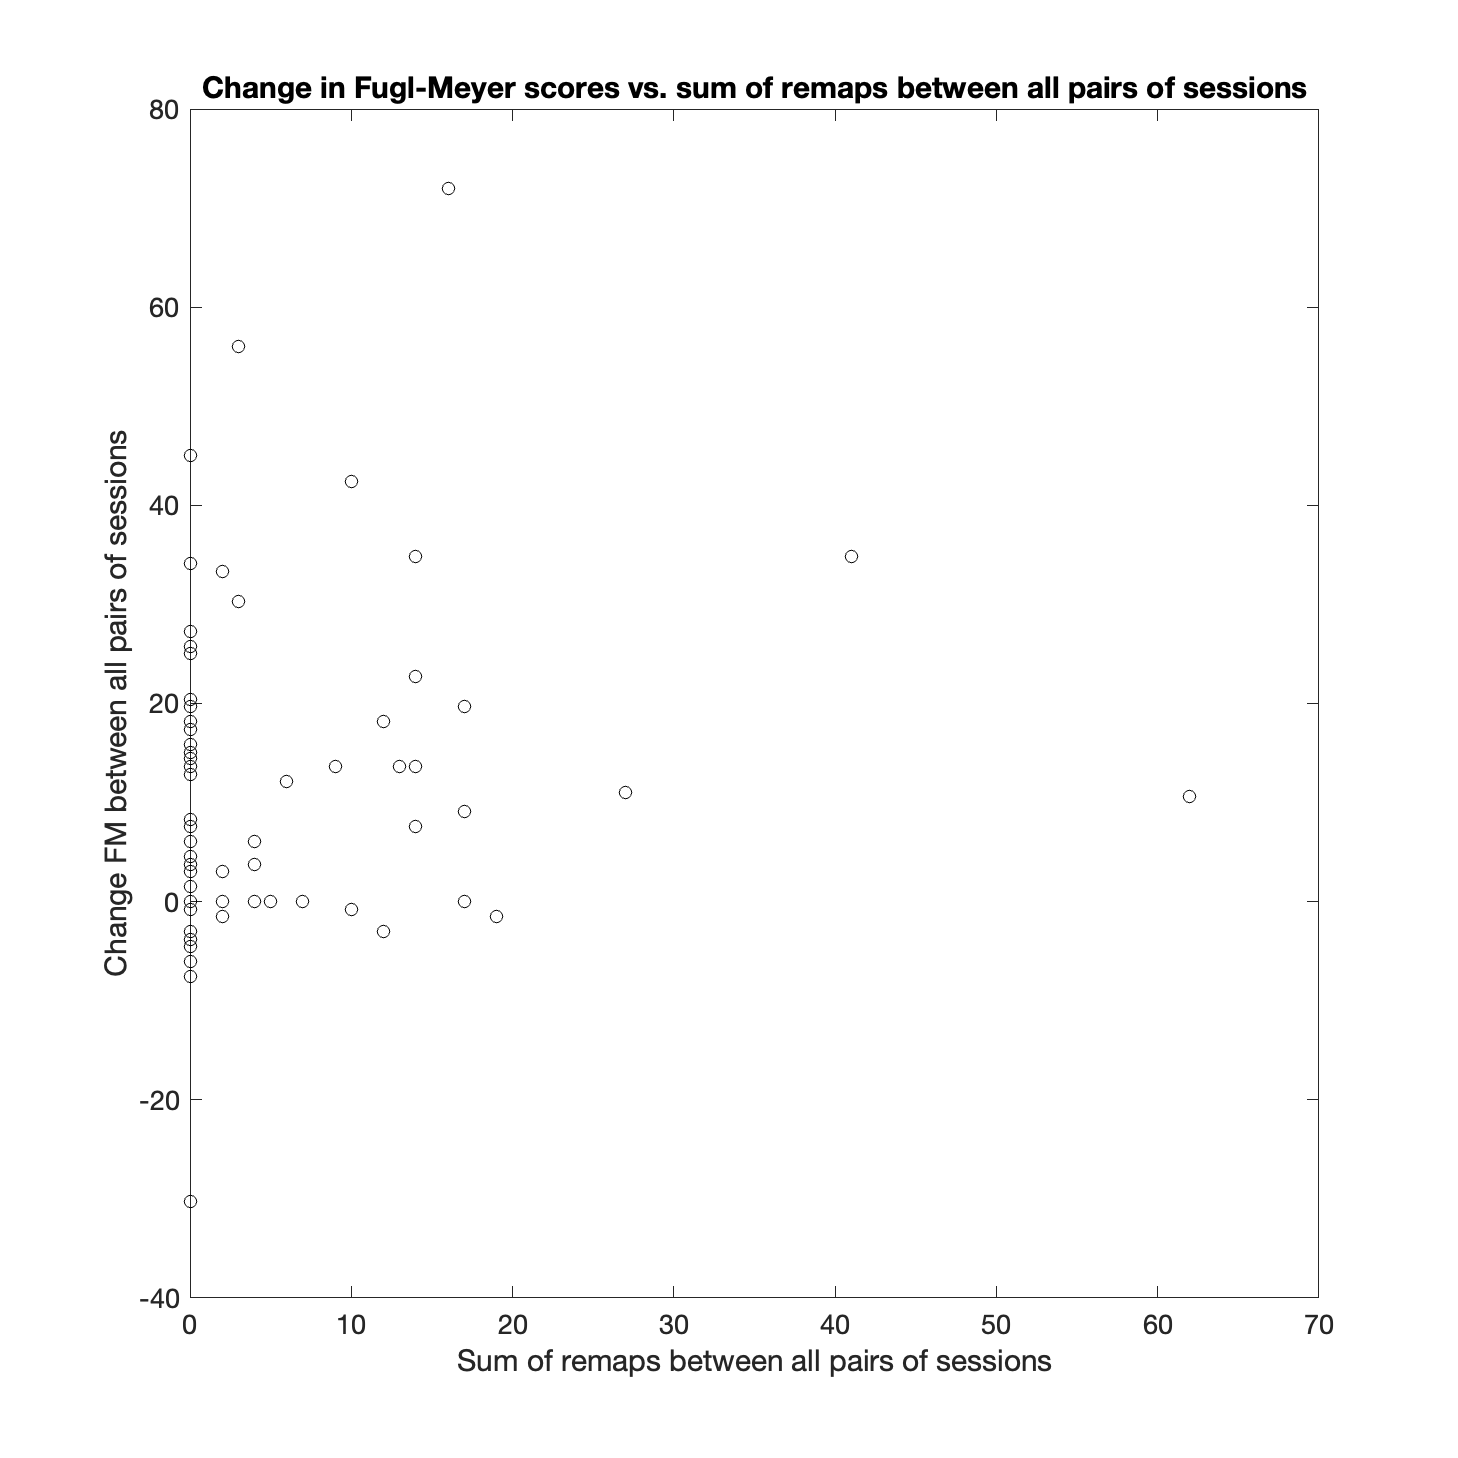 Change in Fugl-Meyer scores vs. sum of remaps between all pairs of sessions
80
60
40
20
0
-20
-40
Change FM between all pairs of sessions
0 10 20 30 40 50 60 70
Sum of remaps between all pairs of sessions